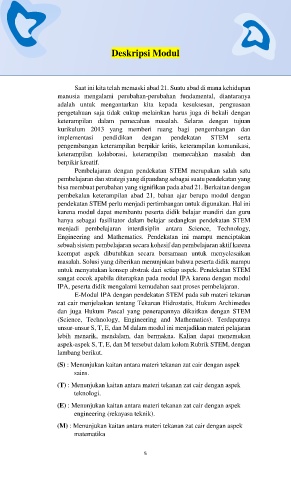 Deskripsi Modul
Saat ini kita telah memasuki abad 21. Suatu abad di mana kehidupan
manusia mengalami perubahan-perubahan fundamental, diantaranya
adalah untuk mengantarkan kita kepada kesuksesan, penguasaan
pengetahuan saja tidak cukup melainkan harus juga di bekali dengan
keterampilan dalam pemecahan masalah. Selaras dengan tujuan
kurikulum 2013 yang memberi ruang bagi pengembangan dan
implementasi pendidikan dengan pendekatan STEM serta
pengembangan keterampilan berpikir kritis, keterampilan komunikasi,
keterampilan kolaborasi, keterampilan memecahkan masalah dan
berpikir kreatif.
Pembelajaran dengan pendekatan STEM merupakan salah satu
pembelajaran dan strategi yang dipandang sebagai suatu pendekatan yang
bisa membuat perubahan yang signifikan pada abad 21. Berkaitan dengan
pembekalan keterampilan abad 21, bahan ajar berupa modul dengan
pendekatan STEM perlu menjadi pertimbangan untuk digunakan. Hal ini
karena modul dapat membantu peserta didik belajar mandiri dan guru
hanya sebagai fasilitator dalam belajar sedangkan pendekatan STEM
menjadi pembelajaran interdisiplin antara Science, Technology,
Engineering and Mathematics. Pendekatan ini mampu menciptakan
sebuah sistem pembelajaran secara kohesif dan pembelajaran aktif karena
keempat aspek dibutuhkan secara bersamaan untuk menyelesaikan
masalah. Solusi yang diberikan menunjukan bahwa peserta didik mampu
untuk menyatukan konsep abstrak dari setiap aspek. Pendekatan STEM
sangat cocok apabila diterapkan pada modul IPA karena dengan modul
IPA, peserta didik mengalami kemudahan saat proses pembelajaran.
E-Modul IPA dengan pendekatan STEM pada sub materi tekanan
zat cair menjelaskan tentang Tekanan Hidrostatis, Hukum Archimedes
dan juga Hukum Pascal yang penerapannya dikaitkan dengan STEM
(Science, Technology, Engineering and Mathematics). Terdapatnya
unsur-unsur S, T, E, dan M dalam modul ini menjadikan materi pelajaran
lebih menarik, mendalam, dan bermakna. Kalian dapat menemukan
aspek-aspek S, T, E, dan M tersebut dalam kolom Rubrik STEM, dengan
lambang berikut.
(S) : Menunjukan kaitan antara materi tekanan zat cair dengan aspek
sains.
(T) : Menunjukan kaitan antara materi tekanan zat cair dengan aspek
teknologi.
(E) : Menunjukan kaitan antara materi tekanan zat cair dengan aspek
engineering (rekayasa teknik).
(M) : Menunjukan kaitan antara materi tekanan zat cair dengan aspek
matematika